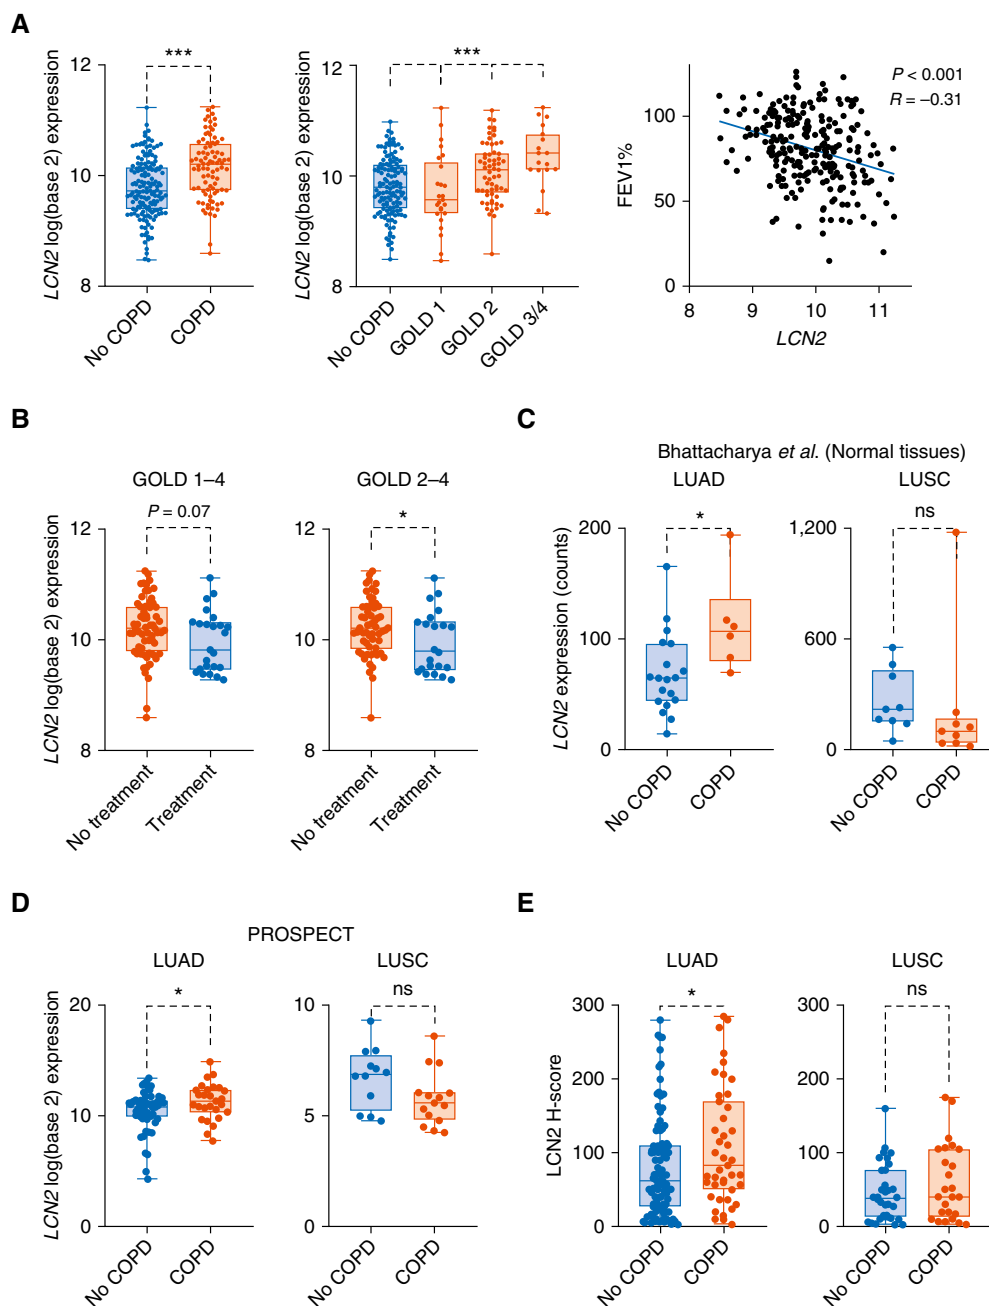 A
LCN2 log(base 2) expression
12
10
8
***
No COPD
COPD
LCN2 log(base 2) expression
12
10
8
***
No COPD
GOLD 1
GOLD 2
GOLD 3/4
FEV1%
100
50
0
P < 0.001
R = –0.31
8
9
10
11
LCN2
B
GOLD 1–4
P = 0.07
LCN2 log(base 2) expression
12
10
8
No treatment
Treatment
GOLD 2–4
*
12
10
8
No treatment
Treatment
C
Bhattacharya et al. (Normal tissues)
LUAD
*
LCN2 expression (counts)
200
100
0
No COPD
COPD
LUSC
ns
1,200
600
0
No COPD
COPD
D
PROSPECT
LUAD
*
LCN2 log(base 2) expression
20
15
10
5
0
No COPD
COPD
LUSC
ns
10
5
0
No COPD
COPD
E
LUAD
*
LCN2 H-score
300
200
100
0
No COPD
COPD
LUSC
ns
300
200
100
0
No COPD
COPD